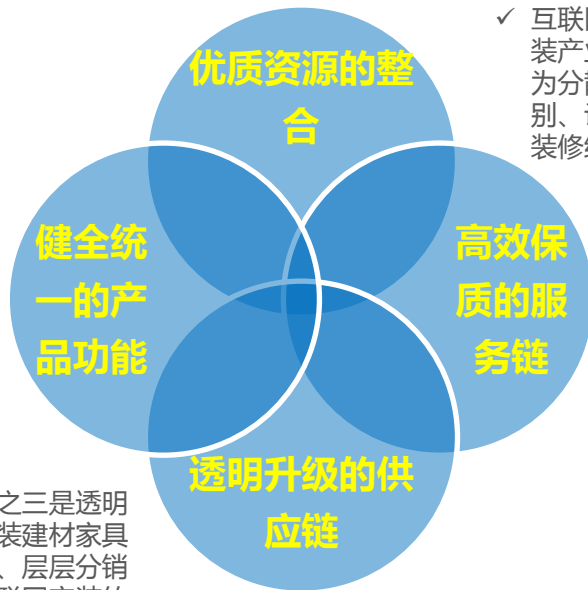 优质资源的整
合
✓ 互联
装产
为分
别、
装修
健全统
一的产
品功能
高效保
质的服
务链
透明升级的供
应链
之三是透明
装建材家具
、层层分销